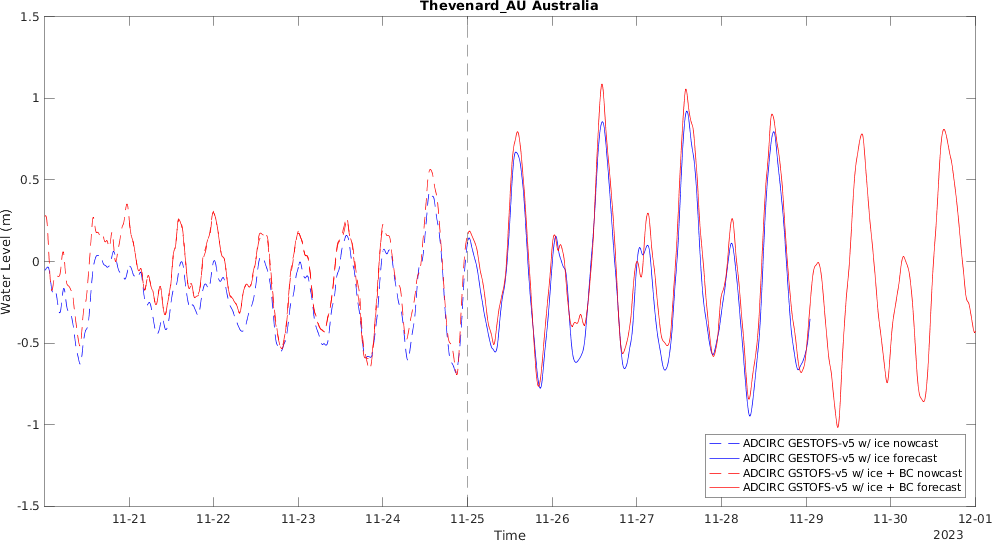 Thevenard_AU Australia
1.5
1
0.5
0
-0.5
-1
-1.5
Water Level (m)
ADCIRC GESTOFS-v5 w/ ice nowcast
ADCIRC GESTOFS-v5 w/ ice forecast
ADCIRC GSTOFS-v5 w/ ice + BC nowcast
ADCIRC GSTOFS-v5 w/ ice + BC forecast
11-21 11-22 11-23 11-24 11-25 11-26 11-27 11-28 11-29 11-30 12-01
Time
2023